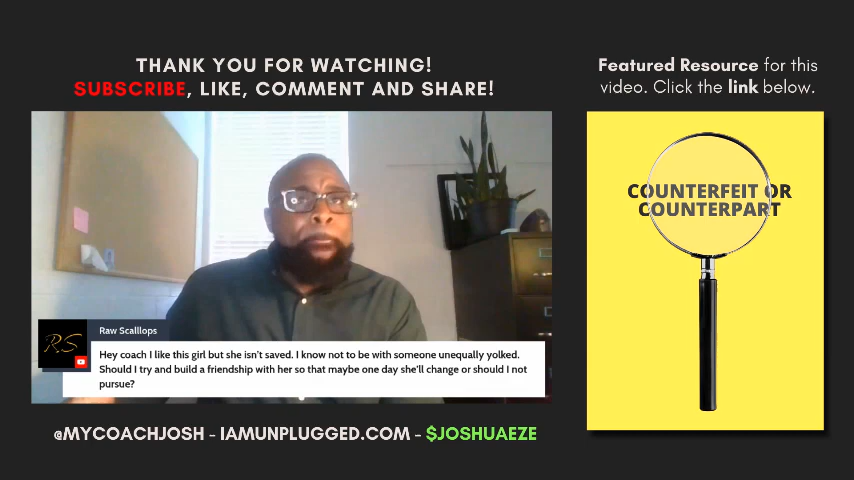 THANK YOU FOR WATCHING!
SUBSCRIBE, LIKE, COMMENT AND SHARE!
Featured Resource for this
video. Click the link below.
COUNTERFEIT OR
COUNTERPART
RS
Raw Scalllops
Hey coach I like this girl but she isn't saved. I know not to be with someone unequally yolked.
Should I try and build a friendship with her so that maybe one day she'll change or should I not
pursue?
@MYCOACHJOSH - IAMUNPLUGGED.COM - $JOSHUAEZE